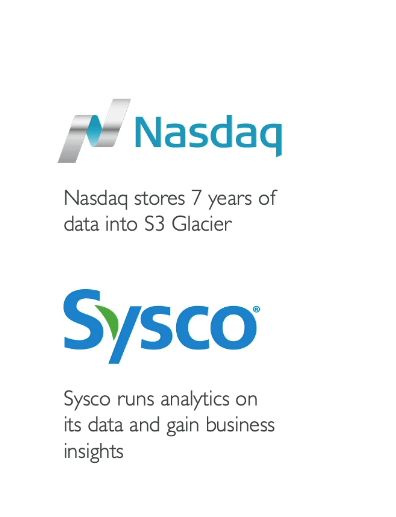 Nasdaq
Nasdaq stores 7 years of
data into S3 Glacier
Sysco®
Sysco runs analytics on
its data and gain business
insights